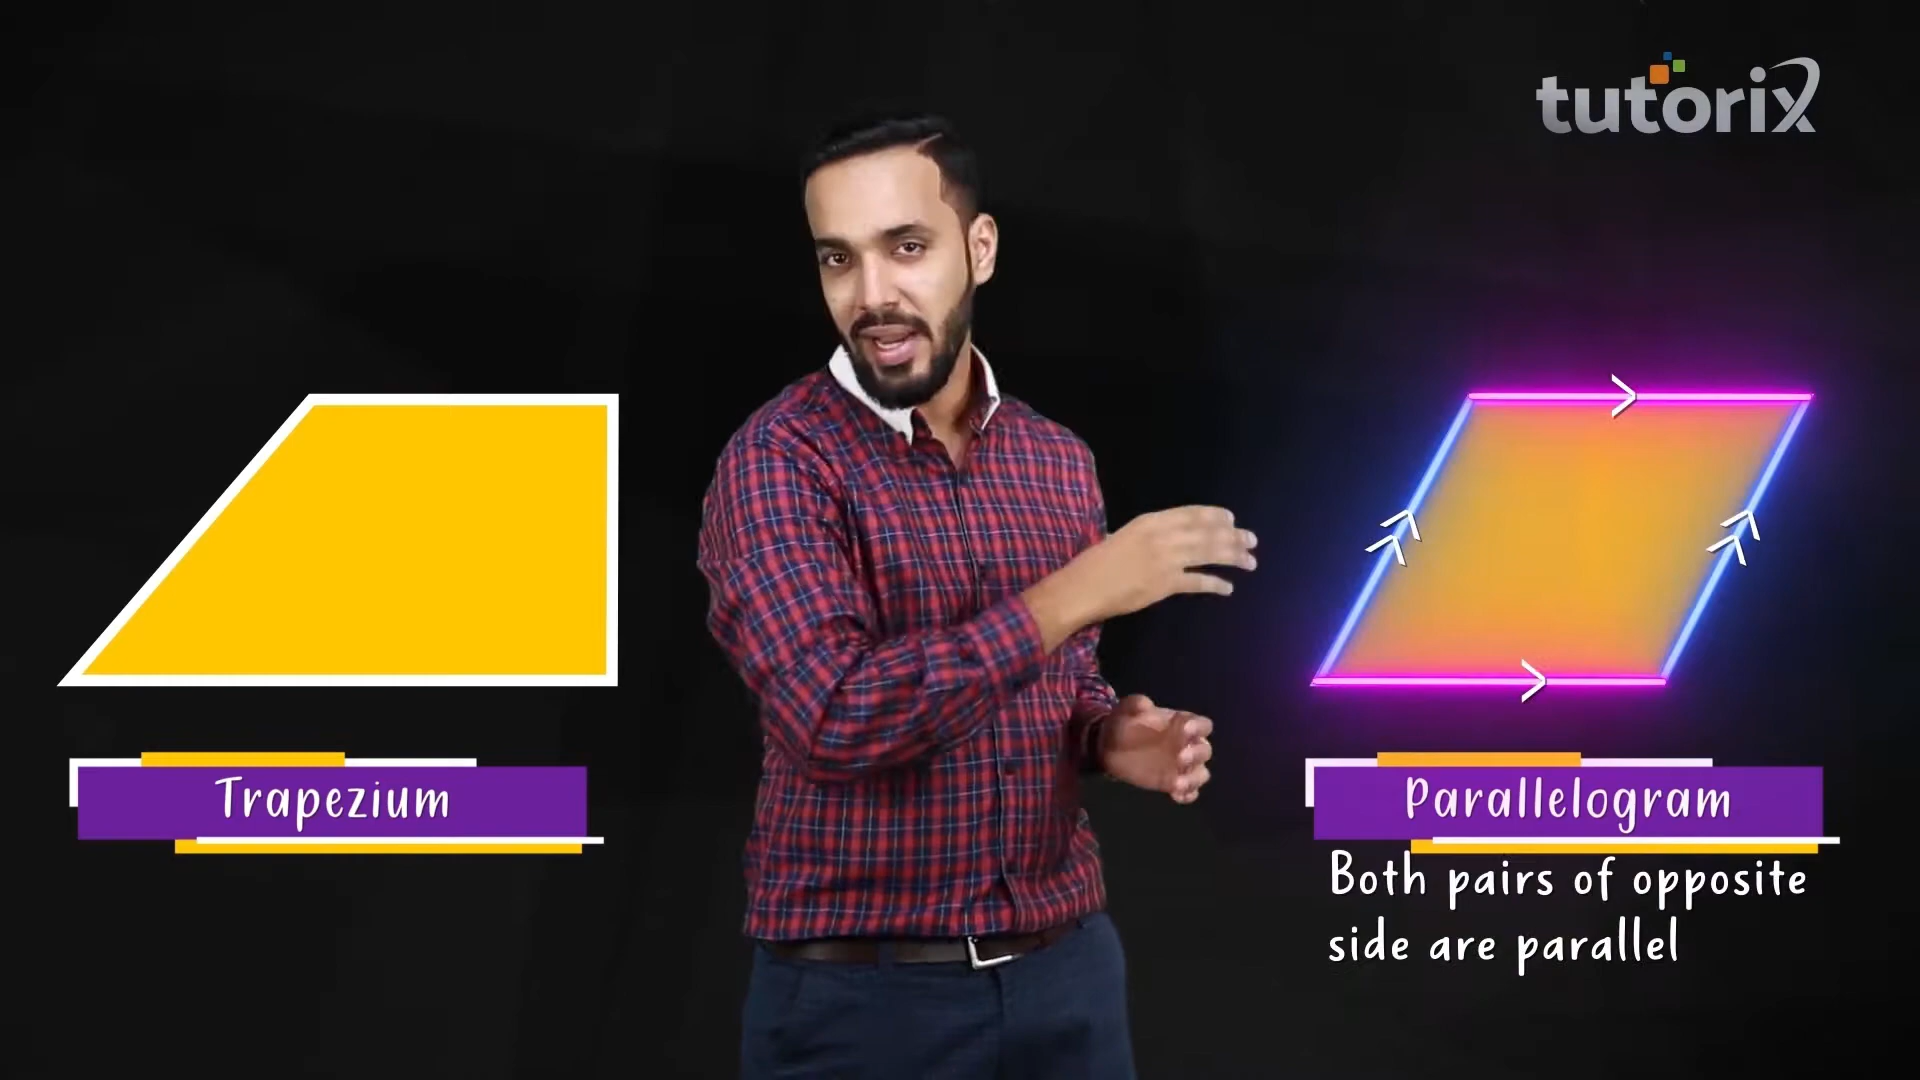 tutorix
Trapezium
Parallelogram
Both pairs of opposite
side are parallel